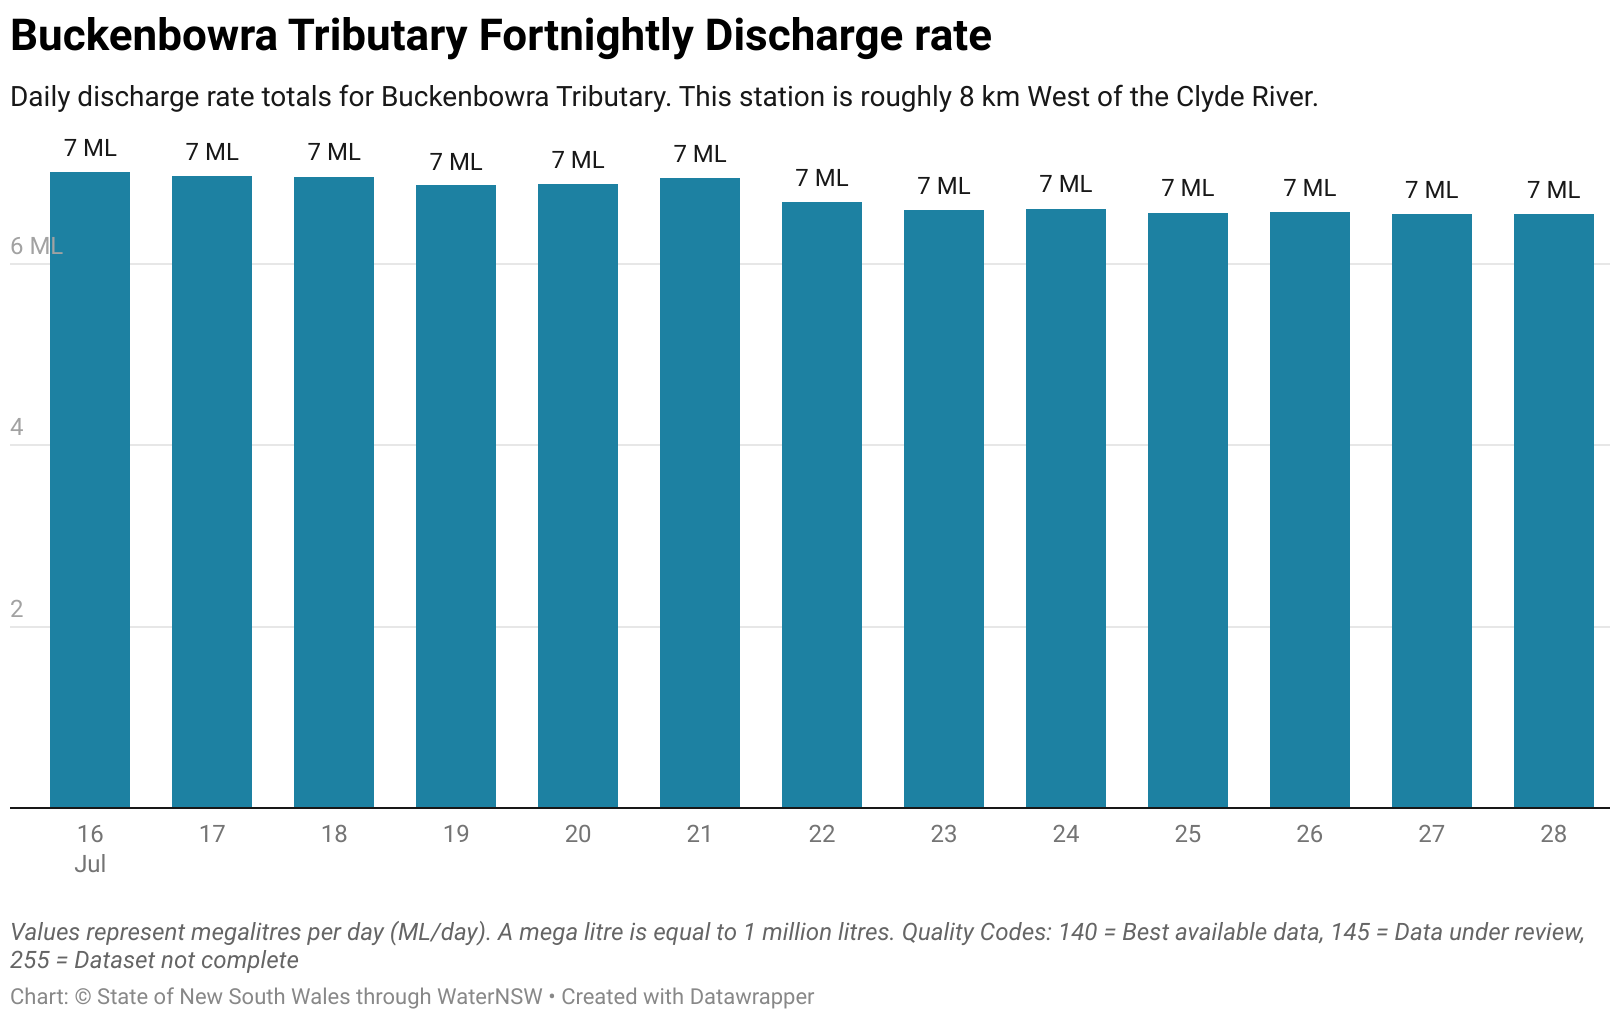 Buckenbowra Tributary Fortnightly Discharge rate
Daily discharge rate totals for Buckenbowra Tributary. This station is roughly 8 km West of the Clyde River.
7 ML 7 ML 7 ML 7 ML 7 ML 7 ML 7 ML 7 ML 7 ML 7 ML 7 ML 7 ML 7 ML
6 ML
4
2
16 17 18 19 20 21 22 23 24 25 26 27 28
Jul
Values represent megalitres per day (ML/day). A mega litre is equal to 1 million litres. Quality Codes: 140 = Best available data, 145 = Data under review,
255 = Dataset not complete
Chart: © State of New South Wales through WaterNSW • Created with Datawrapper